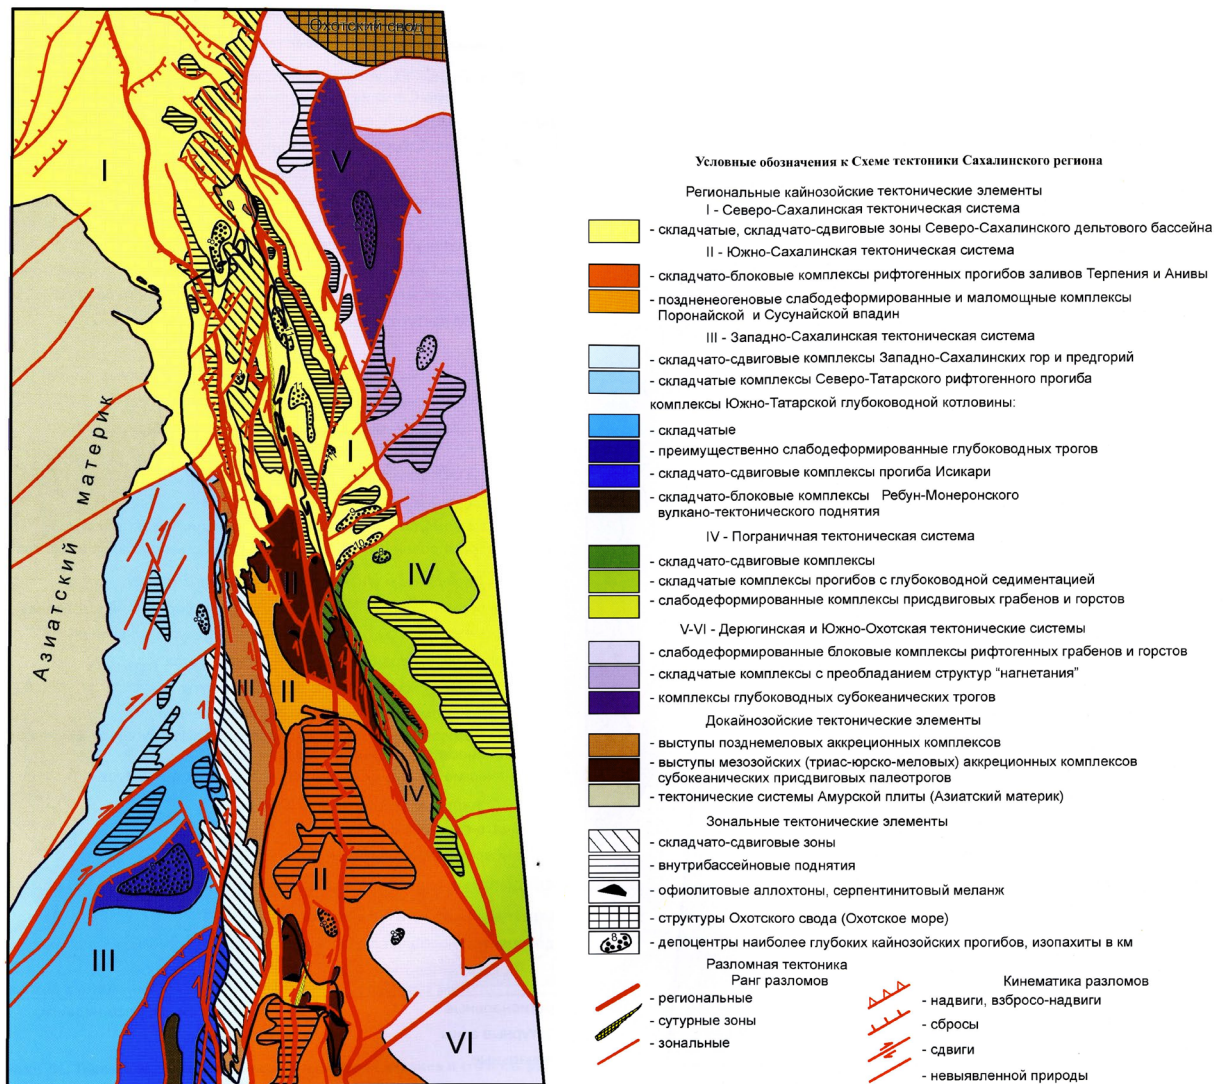 Охотский свод
I
V
Азиатский материк
I
II
IV
III
II
IV
II
III
VI
Условные обозначения к Схеме тектоники Сахалинского региона
Региональные кайнозойские тектонические элементы
I - Северо-Сахалинская тектоническая система
- складчатые, складчато-сдвиговые зоны Северо-Сахалинского дельтового бассейна
II - Южно-Сахалинская тектоническая система
- складчато-блоковые комплексы рифтогенных прогибов заливов Терпения и Анивы
- поздненеогеновые слабодеформированные и маломощные комплексы
Поронайской и Сусунайской впадин
III - Западно-Сахалинская тектоническая система
- складчато-сдвиговые комплексы Западно-Сахалинских гор и предгорий
- складчатые комплексы Северо-Татарского рифтогенного прогиба
комплексы Южно-Татарской глубоководной котловины:
- складчатые
- преимущественно слабодеформированные глубоководных трогов
- складчато-сдвиговые комплексы прогиба Исикари
- складчато-блоковые комплексы Ребун-Монеронского
вулкано-тектонического поднятия
IV - Пограничная тектоническая система
- складчато-сдвиговые комплексы
- складчатые комплексы прогибов с глубоководной седиментацией
- слабодеформированные комплексы присдвиговых грабенов и горстов
V-VI - Дерюгинская и Южно-Охотская тектонические системы
- слабодеформированные блоковые комплексы рифтогенных грабенов и горстов
- складчатые комплексы с преобладанием структур "нагнетания"
- комплексы глубоководных субокеанических трогов
Докайнозойские тектонические элементы
- выступы позднемеловых аккреционных комплексов
- выступы мезозойских (триас-юрско-меловых) аккреционных комплексов
субокеанических присдвиговых палеотрогов
- тектонические системы Амурской плиты (Азиатский материк)
Зональные тектонические элементы
- складчато-сдвиговые зоны
- внутрибассейновые поднятия
- офиолитовые аллохтоны, серпентинитовый меланж
- структуры Охотского свода (Охотское море)
8
- депоцентры наиболее глубоких кайнозойских прогибов, изопахиты в км
Разломная тектоника
Ранг разломов
- региональные
- сутурные зоны
- зональные
Кинематика разломов
- надвиги, взбросо-надвиги
- сбросы
- сдвиги
- невыявленной природы